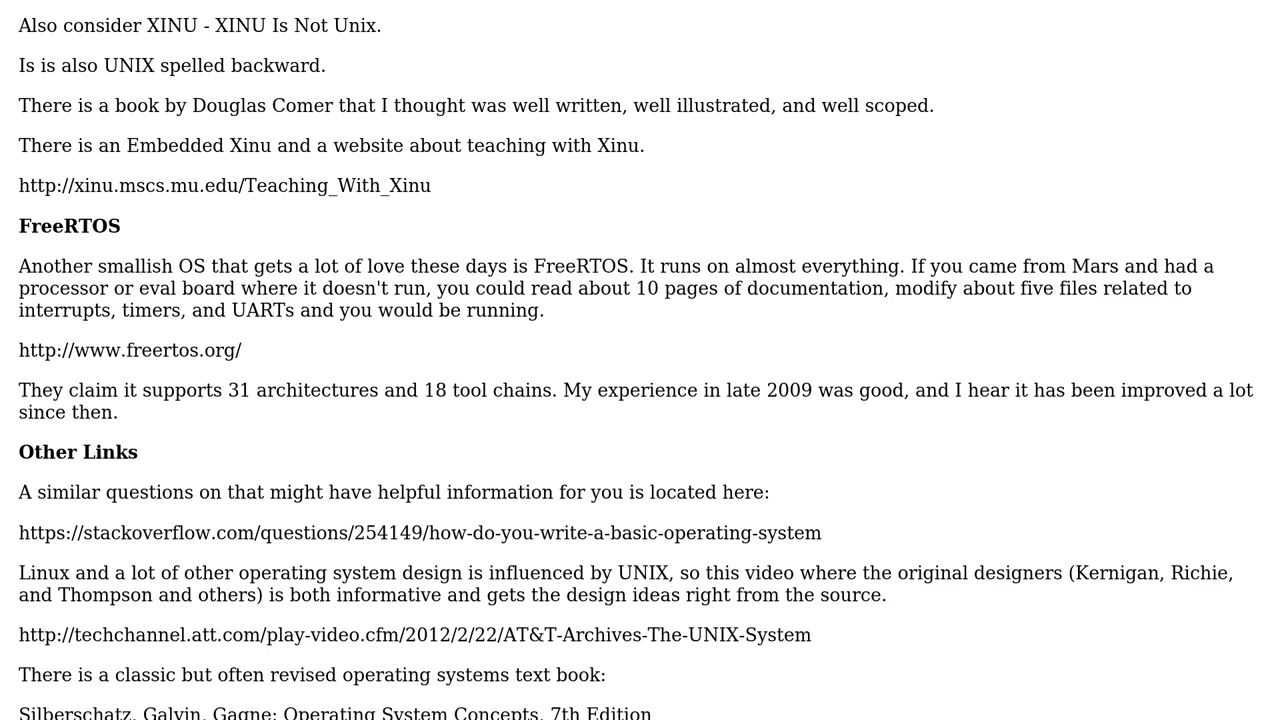 Also consider XINU - XINU Is Not Unix.
Is is also UNIX spelled backward.
There is a book by Douglas Comer that I thought was well written, well illustrated, and well scoped.
There is an Embedded Xinu and a website about teaching with Xinu.
http://xinu.mscs.mu.edu/Teaching_With_Xinu
FreeRTOS
Another smallish OS that gets a lot of love these days is FreeRTOS. It runs on almost everything. If you came from Mars and had a
processor or eval board where it doesn't run, you could read about 10 pages of documentation, modify about five files related to
interrupts, timers, and UARTs and you would be running.
http://www.freertos.org/
They claim it supports 31 architectures and 18 tool chains. My experience in late 2009 was good, and I hear it has been improved a lot
since then.
Other Links
A similar questions on that might have helpful information for you is located here:
https://stackoverflow.com/questions/254149/how-do-you-write-a-basic-operating-system
Linux and a lot of other operating system design is influenced by UNIX, so this video where the original designers (Kernigan, Richie,
and Thompson and others) is both informative and gets the design ideas right from the source.
http://techchannel.att.com/play-video.cfm/2012/2/22/AT&T-Archives-The-UNIX-System
There is a classic but often revised operating systems text book:
Silberschatz, Galvin, Gagne: Operating System Concepts, 7th Edition